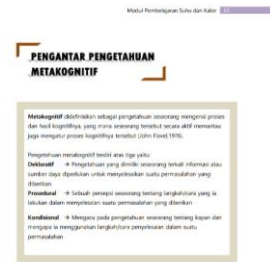 Modul Pembelajaran Suhu dan Kalor
PENGANTAR PENGETAHUAN
METAKOGNITIF
Metakognitif didefinisikan sebagai pengetahuan seseorang mengenai proses
dan hasil kognitifnya, yang mana seseorang tersebut secara aktif memantau
juga mengatur proses kognitifnya tersebut (John Flavel,1976).
Pengetahuan metakognitif terdiri atas tiga yaitu:
Deklaratif → Pengetahuan yang dimiliki seseorang terkait informasi atau
sumber daya diperlukan untuk menyelesaikan suatu permasalahan yang
diberikan
Prosedural → Sebuah persepsi seseorang tentang langkah/cara yang ia
lakukan dalam menyelesaian suatu permasalahan yang diberikan
Kondisional → Mengacu pada pengetahuan seseorang tentang kapan dan
mengapa ia menggunakan langkah/cara penyelesaian dalam suatu
permasalahan